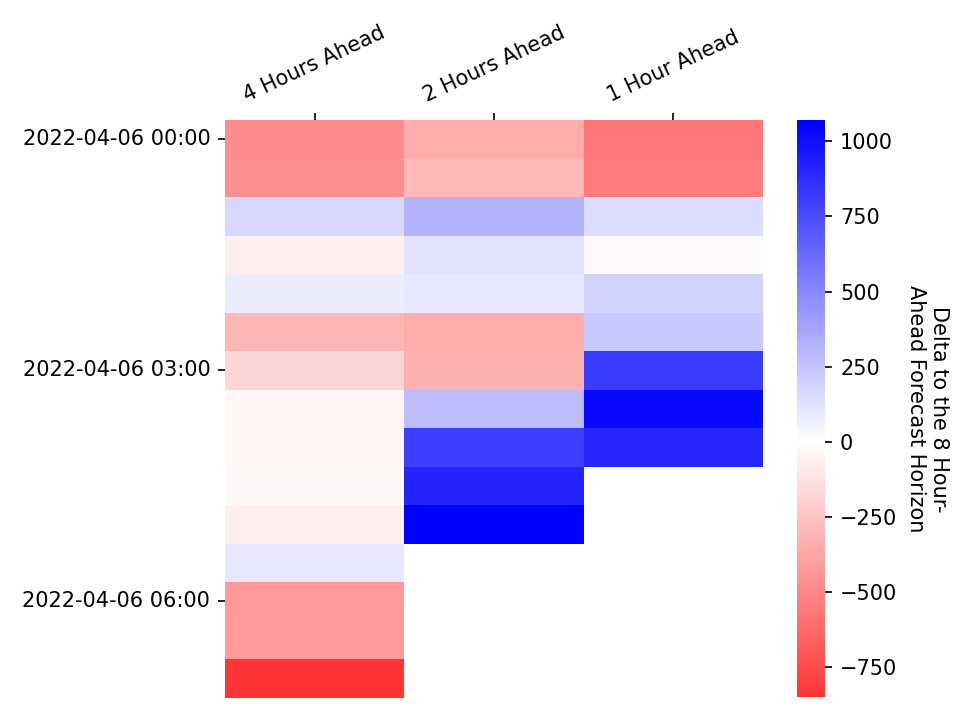 4 Hours Ahead
2 Hours Ahead
1 Hour Ahead
2022-04-06 00:00
2022-04-06 03:00
2022-04-06 06:00
1000
750
500
250
0
−250
−500
−750
Delta to the 8 Hour-
Ahead Forecast Horizon